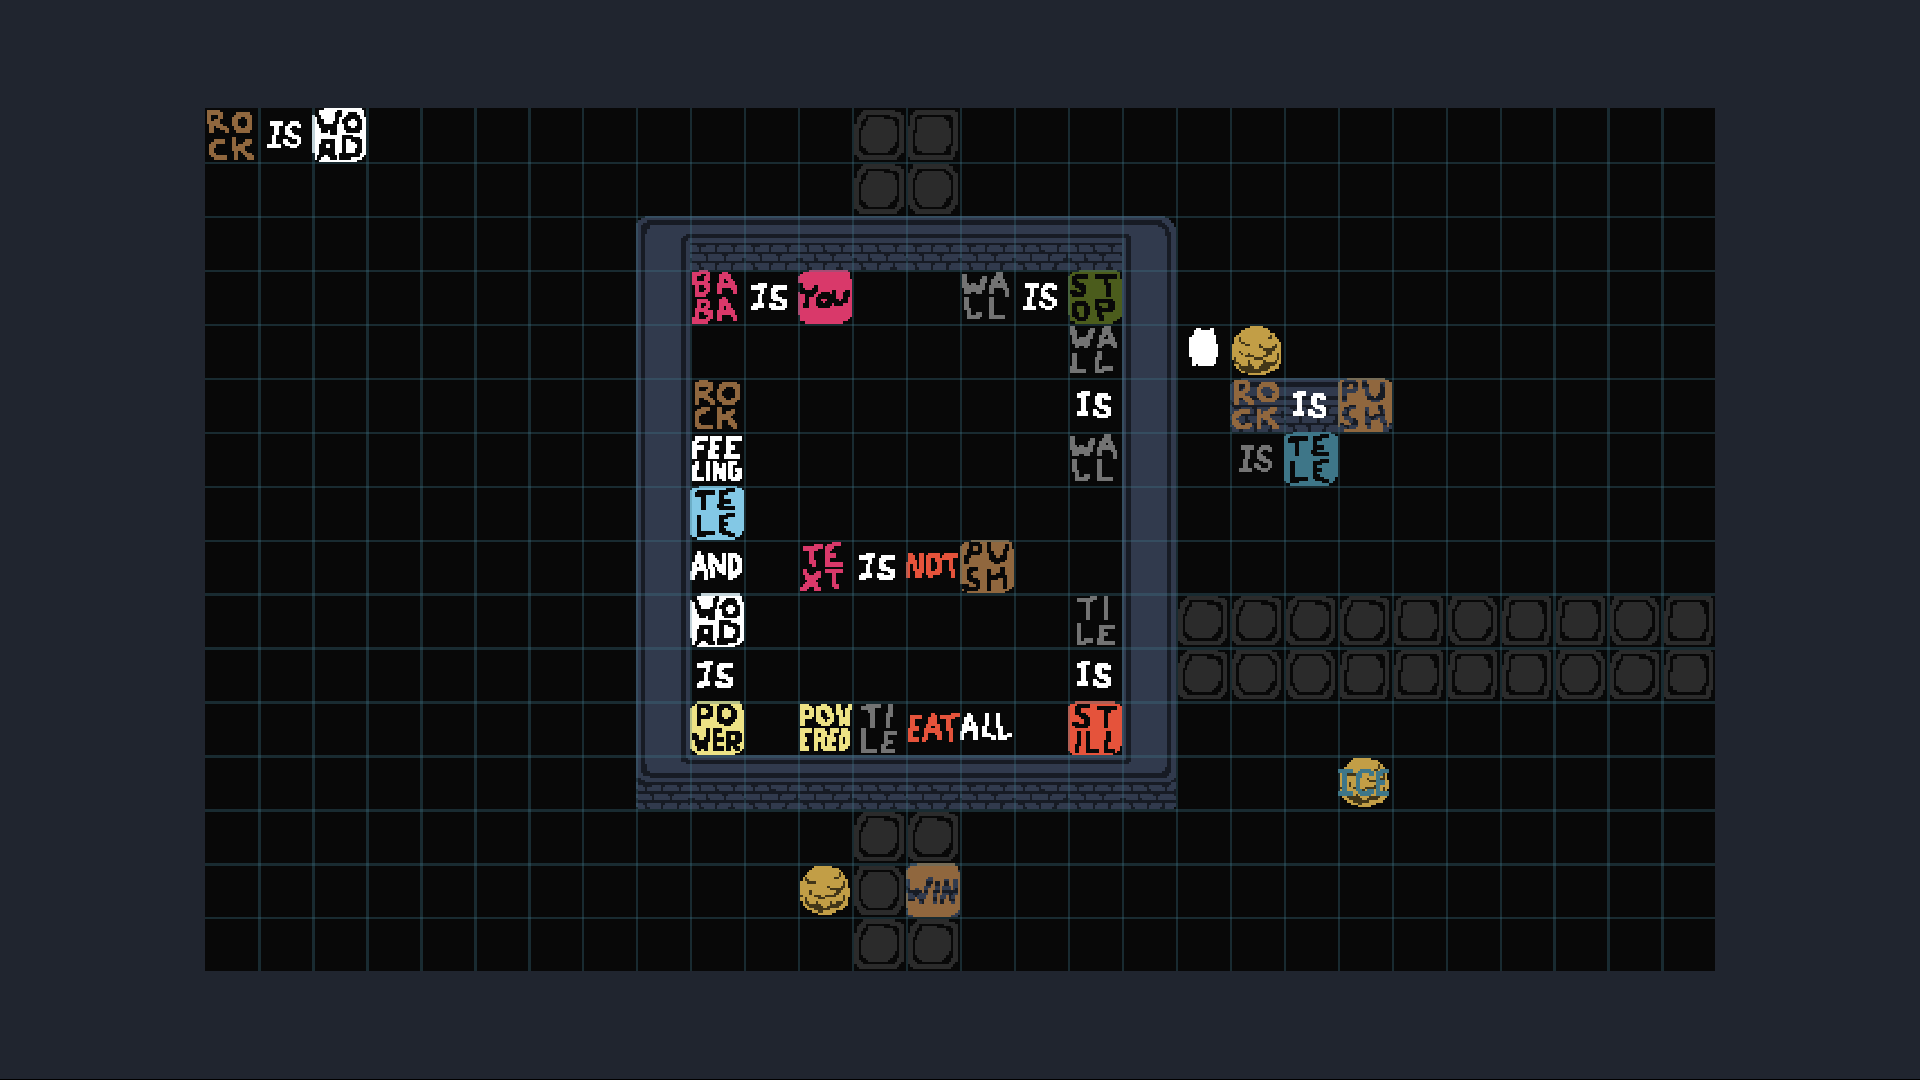 ROCK IS WORD
BABA IS YOU WALL IS STOP
WALL
ROCK IS ROCK IS PUSH
FEELING WALL IS TELE
TELE
AND TEXT IS NOT PUSH
WORD TILE
IS IS
POWER POWERED TILE EAT ALL STILL
ICE
WIN